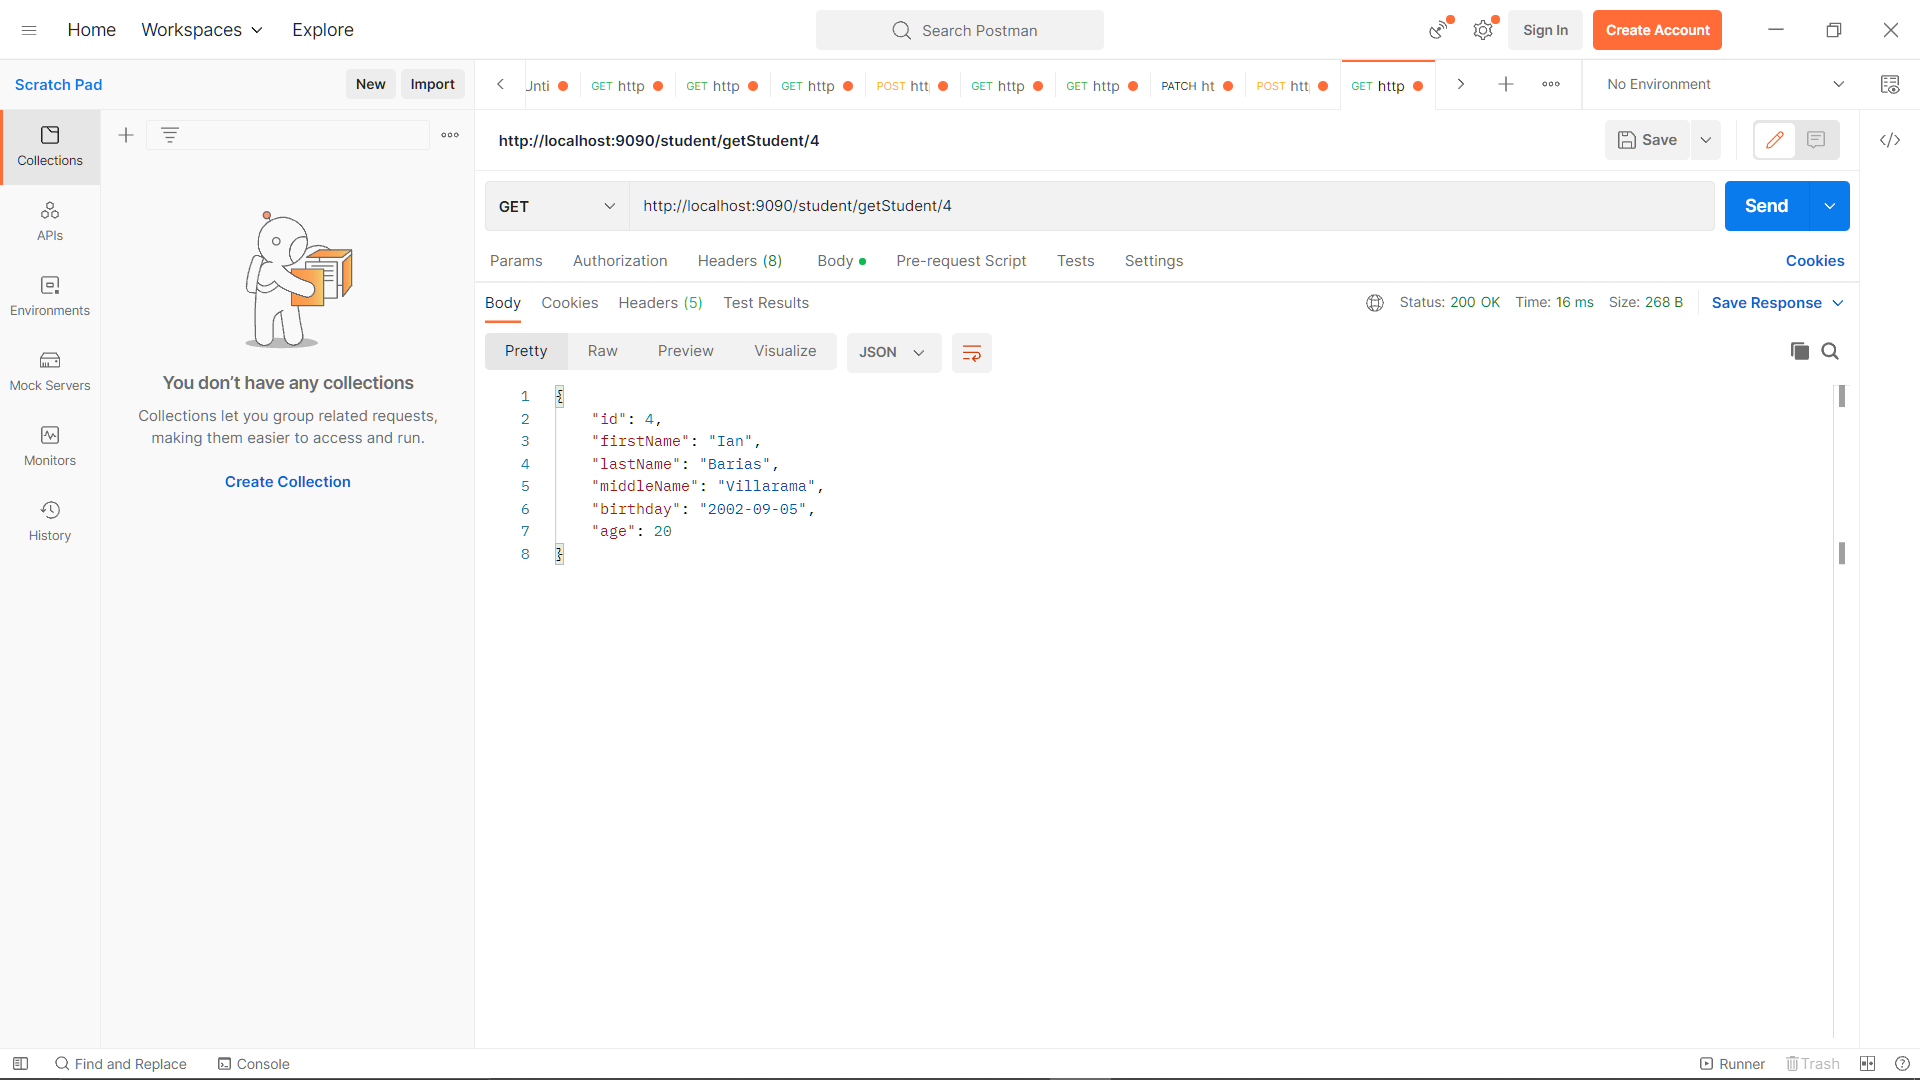 Home Workspaces Explore Search Postman Sign In Create Account
Scratch Pad New Import
Unti GET http GET http GET http POST htt GET http GET http PATCH ht POST htt GET http No Environment
http://localhost:9090/student/getStudent/4 Save
GET http://localhost:9090/student/getStudent/4 Send
Params Authorization Headers (8) Body Pre-request Script Tests Settings Cookies
Body Cookies Headers (5) Test Results Status: 200 OK Time: 16 ms Size: 268 B Save Response
Pretty Raw Preview Visualize JSON
1 {
2 "id": 4,
3 "firstName": "Ian",
4 "lastName": "Barias",
5 "middleName": "Villarama",
6 "birthday": "2002-09-05",
7 "age": 20
8 }
Collections
APIs
Environments
Mock Servers
Monitors
History
You don’t have any collections
Collections let you group related requests,
making them easier to access and run.
Create Collection
Find and Replace Console Runner Trash